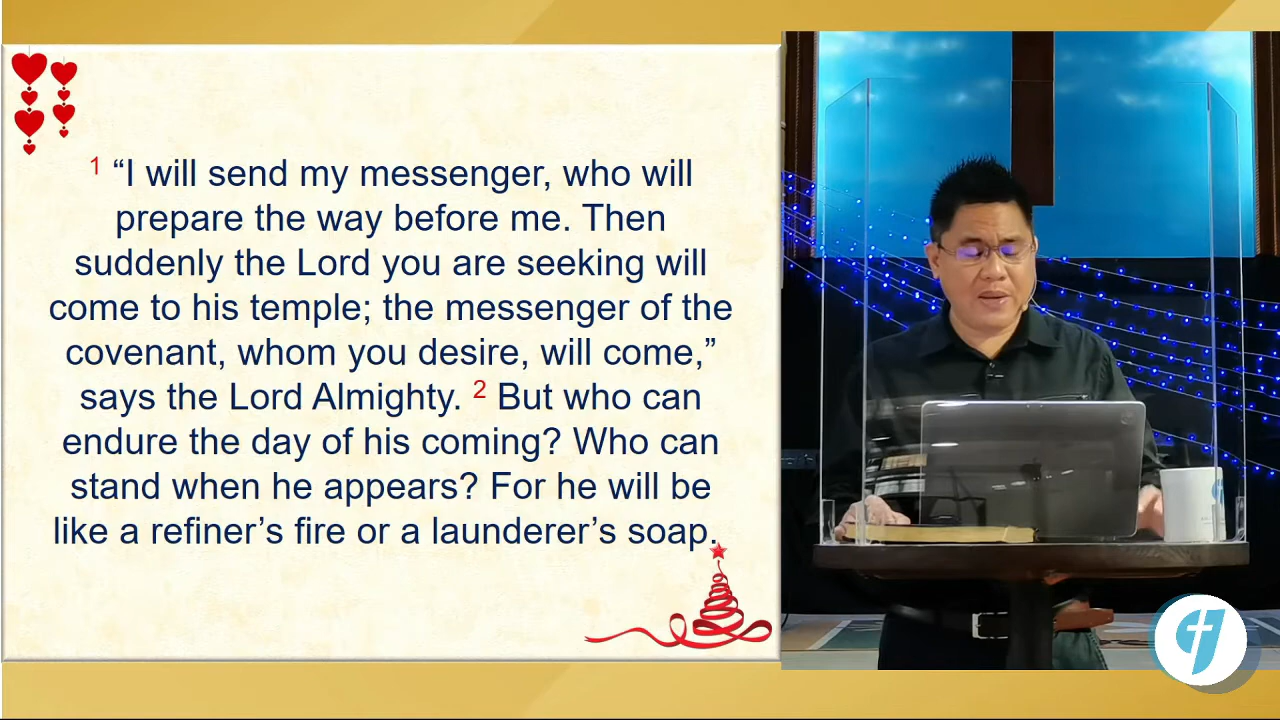 1 “I will send my messenger, who will
prepare the way before me. Then
suddenly the Lord you are seeking will
come to his temple; the messenger of the
covenant, whom you desire, will come,”
says the Lord Almighty. 2 But who can
endure the day of his coming? Who can
stand when he appears? For he will be
like a refiner’s fire or a launderer’s soap.